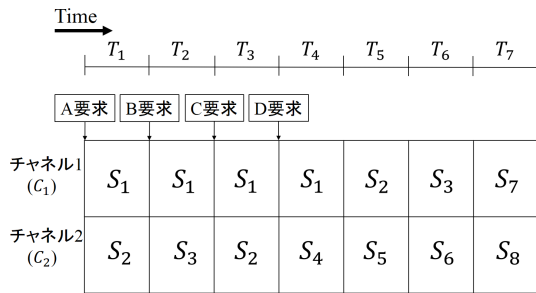 Time
T₁ T₂ T₃ T₄ T₅ T₆ T₇
A要求 B要求 C要求 D要求
チャネル1
(C₁)
S₁ S₁ S₁ S₁ S₂ S₃ S₇
チャネル2
(C₂)
S₂ S₃ S₂ S₄ S₅ S₆ S₈